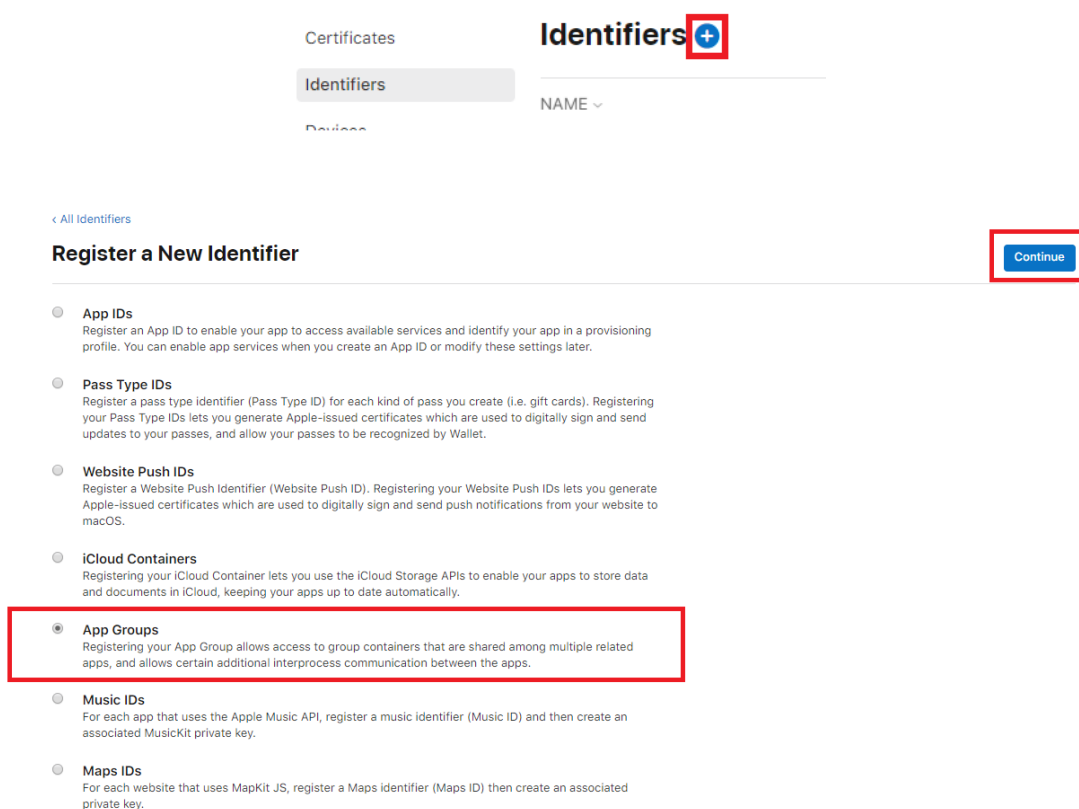 Certificates
Identifiers
Identifiers
NAME
Devices
< All Identifiers
Register a New Identifier
Continue
App IDs
Register an App ID to enable your app to access available services and identify your app in a provisioning
profile. You can enable app services when you create an App ID or modify these settings later.
Pass Type IDs
Register a pass type identifier (Pass Type ID) for each kind of pass you create (i.e. gift cards). Registering
your Pass Type IDs lets you generate Apple-issued certificates which are used to digitally sign and send
updates to your passes, and allow your passes to be recognized by Wallet.
Website Push IDs
Register a Website Push Identifier (Website Push ID). Registering your Website Push IDs lets you generate
Apple-issued certificates which are used to digitally sign and send push notifications from your website to
macOS.
iCloud Containers
Registering your iCloud Container lets you use the iCloud Storage APIs to enable your apps to store data
and documents in iCloud, keeping your apps up to date automatically.
App Groups
Registering your App Group allows access to group containers that are shared among multiple related
apps, and allows certain additional interprocess communication between the apps.
Music IDs
For each app that uses the Apple Music API, register a music identifier (Music ID) and then create an
associated MusicKit private key.
Maps IDs
For each website that uses MapKit JS, register a Maps identifier (Maps ID) then create an associated
private key.